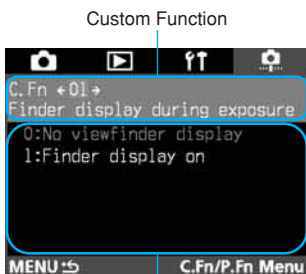 Custom Function
C.Fn ←01→
Finder display during exposure
0:No viewfinder display
1:Finder display on
MENU:↰ C.Fn/P.Fn Menu